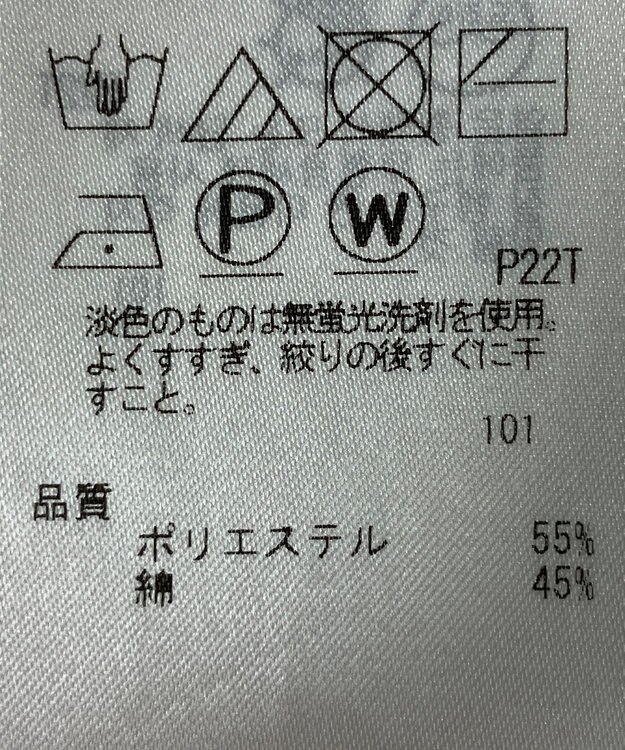 P
W
P22T
淡色のものは無蛍光洗剤を使用。
よくすすぎ、絞りの後すぐに干
すこと。
101
品質
ポリエステル 55%
綿 45%